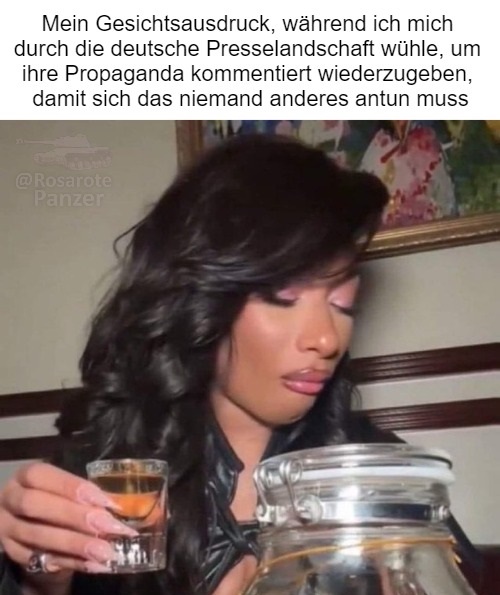 Mein Gesichtsausdruck, während ich mich
durch die deutsche Presselandschaft wühle, um
ihre Propaganda kommentiert wiederzugeben,
damit sich das niemand anderes antun muss
@Rosarote
Panzer